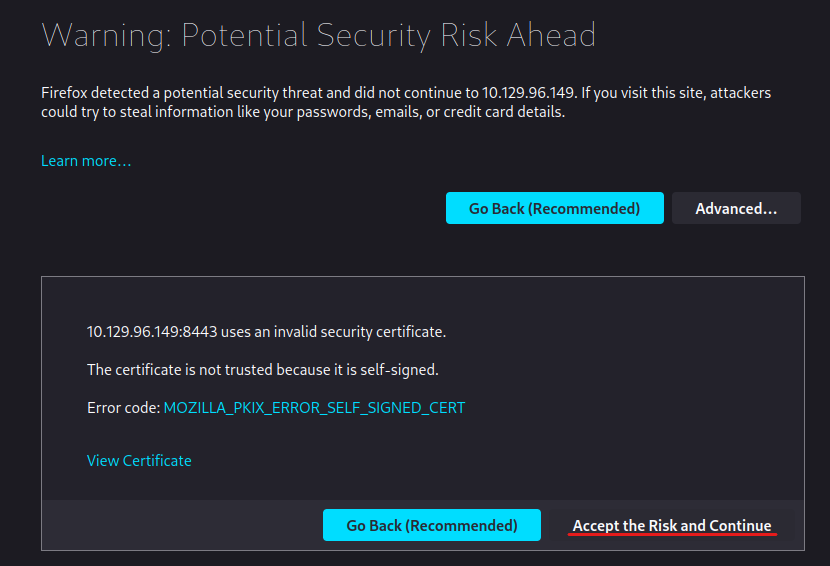 Warning: Potential Security Risk Ahead
Firefox detected a potential security threat and did not continue to 10.129.96.149. If you visit this site, attackers
could try to steal information like your passwords, emails, or credit card details.
Learn more…
Go Back (Recommended)
Advanced…
10.129.96.149:8443 uses an invalid security certificate.
The certificate is not trusted because it is self-signed.
Error code: MOZILLA_PKIX_ERROR_SELF_SIGNED_CERT
View Certificate
Go Back (Recommended)
Accept the Risk and Continue